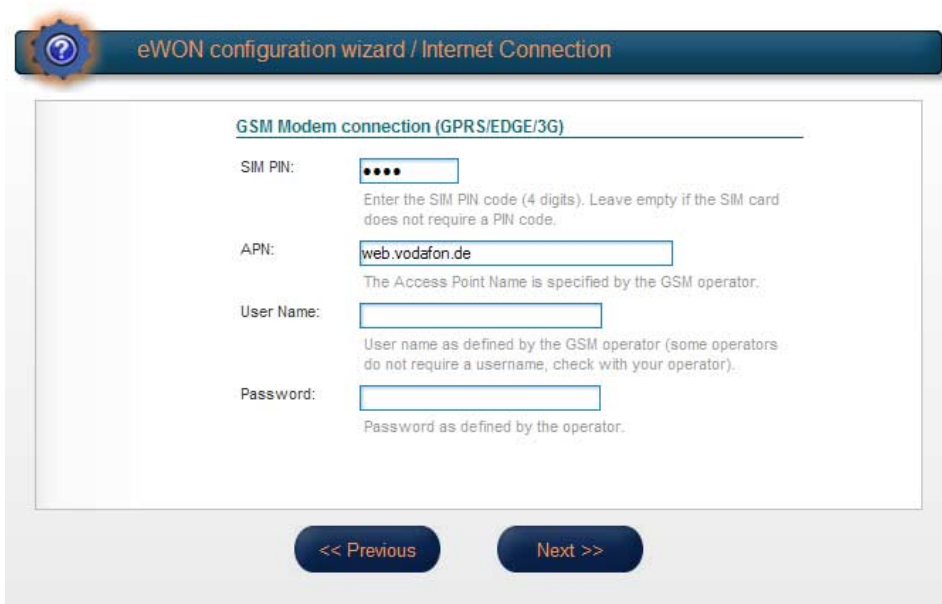 eWON configuration wizard / Internet Connection
GSM Modem connection (GPRS/EDGE/3G)
SIM PIN: ••••
Enter the SIM PIN code (4 digits). Leave empty if the SIM card
does not require a PIN code.
APN: web.vodafon.de
The Access Point Name is specified by the GSM operator.
User Name:
User name as defined by the GSM operator (some operators
do not require a username, check with your operator).
Password:
Password as defined by the operator.
<< Previous Next >>